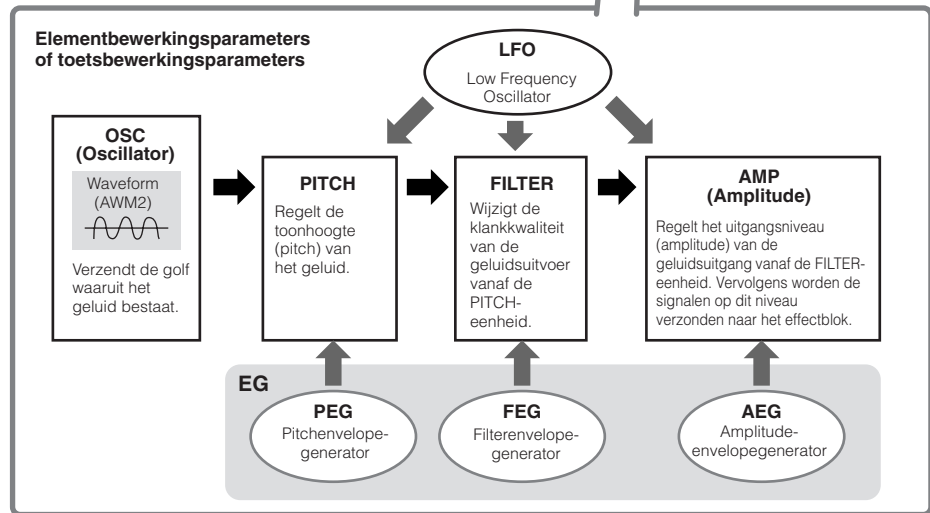 Elementbewerkingsparameters
of toetsbewerkingsparameters
LFO
Low Frequency
Oscillator
OSC
(Oscillator)
Waveform
(AWM2)
Verzendt de golf
waaruit het
geluid bestaat.
PITCH
Regelt de
toonhoogte
(pitch) van
het geluid.
FILTER
Wijzigt de
klankkwaliteit
van de
geluidsuitvoer
vanaf de
PITCH-
eenheid.
AMP
(Amplitude)
Regelt het uitgangsniveau
(amplitude) van de
geluidsuitgang vanaf de FILTER-
eenheid. Vervolgens worden de
signalen op dit niveau
verzonden naar het effectblok.
EG
PEG
Pitchenvelope-
generator
FEG
Filterenvelope-
generator
AEG
Amplitude-
envelopegenerator